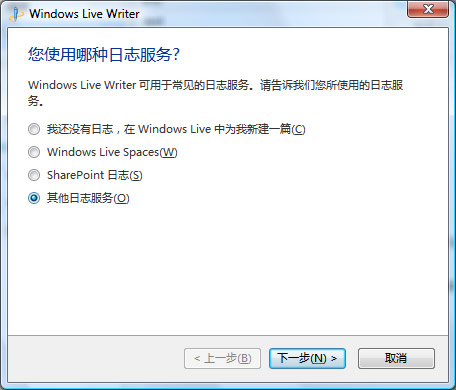 Windows Live Writer
您使用哪种日志服务?
Windows Live Writer 可用于常见的日志服务。请告诉我们您所使用的日志服
务。
我还没有日志，在 Windows Live 中为我新建一篇(C)
Windows Live Spaces(W)
SharePoint 日志(S)
其他日志服务(O)
< 上一步(B)
下一步(N) >
取消